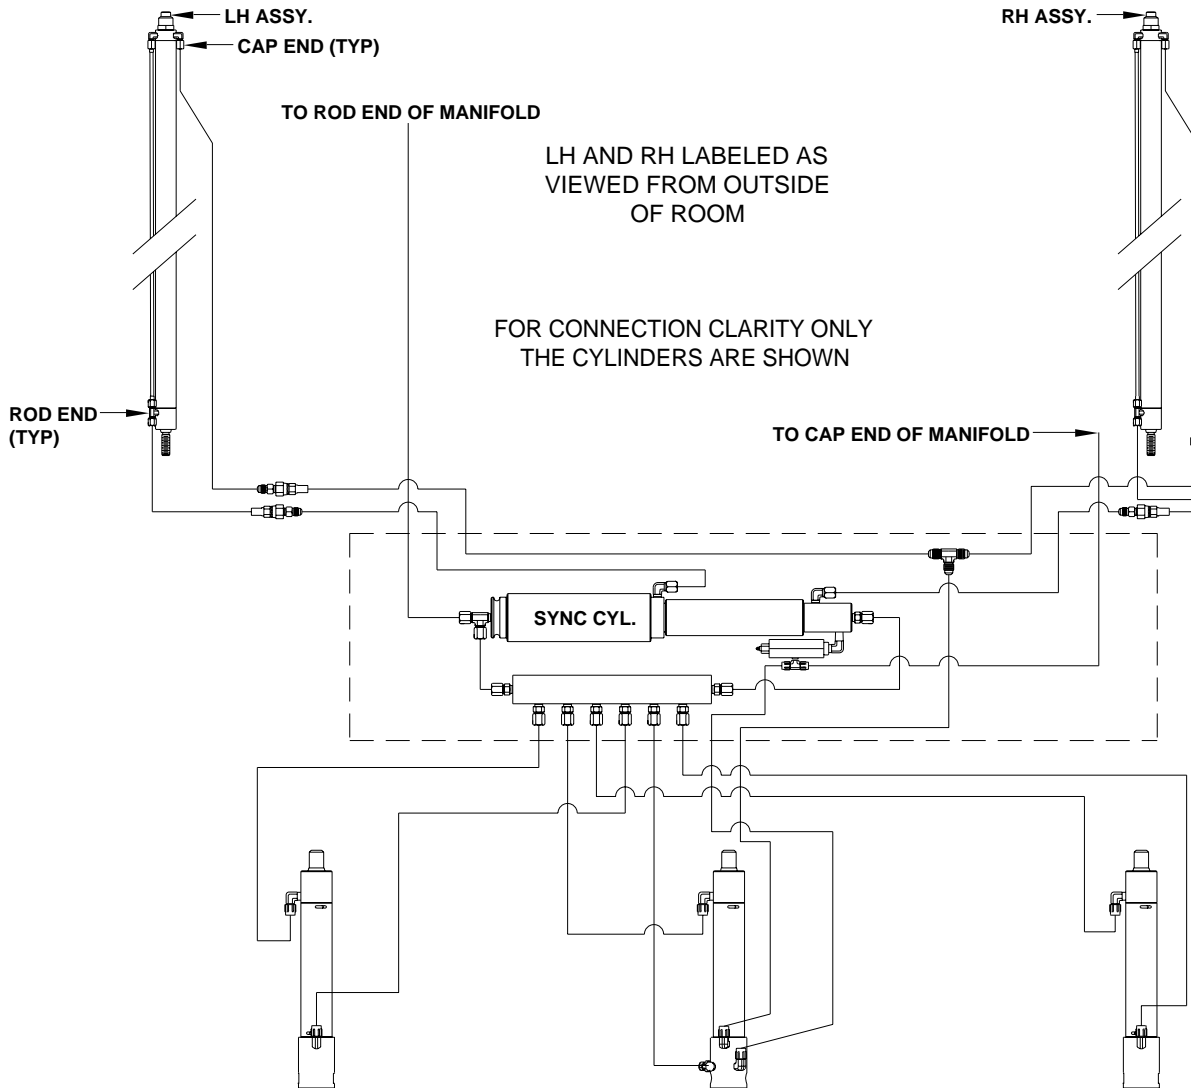 LH ASSY.
RH ASSY.
CAP END (TYP)
TO ROD END OF MANIFOLD
LH AND RH LABELED AS
VIEWED FROM OUTSIDE
OF ROOM
FOR CONNECTION CLARITY ONLY
THE CYLINDERS ARE SHOWN
ROD END
(TYP)
TO CAP END OF MANIFOLD
SYNC CYL.